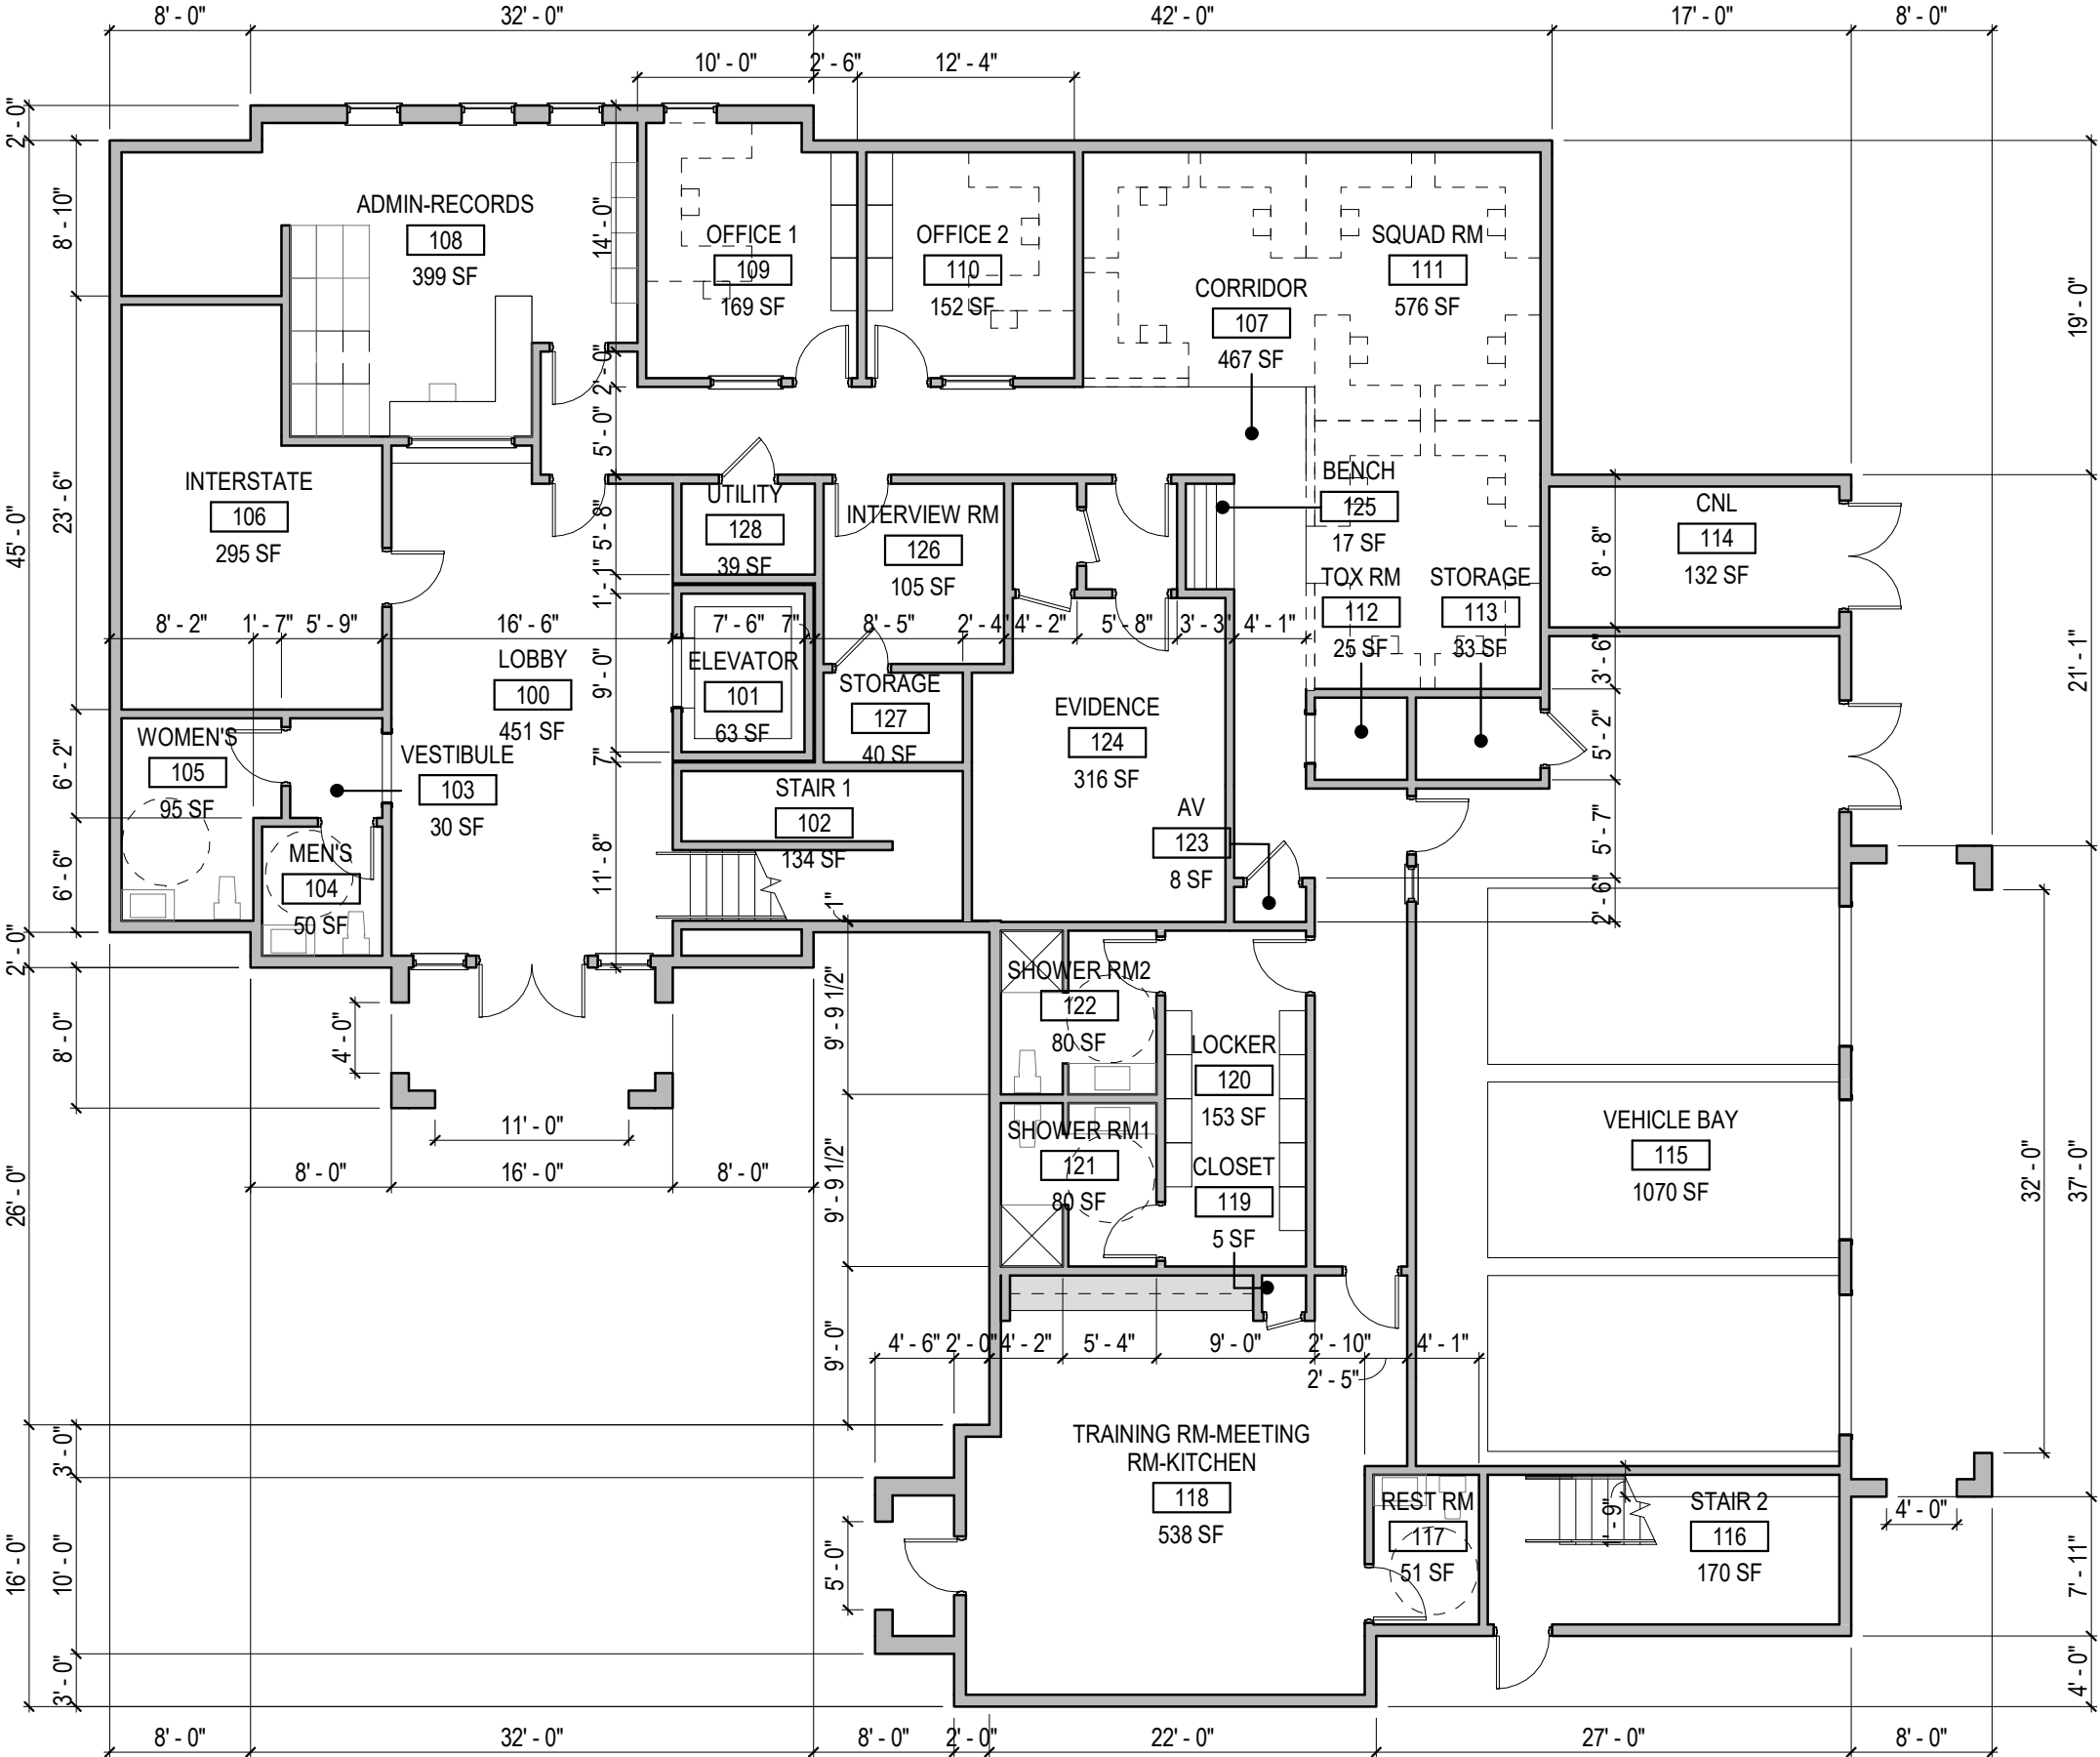 8' - 0"
32' - 0"
42' - 0"
17' - 0"
8' - 0"
10' - 0"
2' - 6"
12' - 4"
2' - 0"
8' - 10"
14' - 0"
19' - 0"
ADMIN-RECORDS
108
399 SF
OFFICE 1
109
169 SF
OFFICE 2
110
152 SF
SQUAD RM
111
576 SF
CORRIDOR
107
467 SF
2' - 0"
5' - 0"
45' - 0"
23' - 6"
INTERSTATE
106
295 SF
UTILITY
128
39 SF
5' - 8"
1' - 1"
INTERVIEW RM
126
105 SF
BENCH
125
17 SF
CNL
114
132 SF
8' - 8"
TOX RM
112
25 SF
STORAGE
113
33 SF
8' - 2"
1' - 7"
5' - 9"
16' - 6"
7' - 6"
7"
8' - 5"
2' - 4"
4' - 2"
5' - 8"
3' - 3"
4' - 1"
3' - 6"
21' - 1"
LOBBY
100
451 SF
9' - 0"
ELEVATOR
101
63 SF
STORAGE
127
40 SF
EVIDENCE
124
316 SF
5' - 2"
WOMEN'S
105
95 SF
6' - 2"
VESTIBULE
103
30 SF
7"
STAIR 1
102
134 SF
AV
123
8 SF
5' - 7"
MEN'S
104
50 SF
6' - 6"
11' - 8"
1"
2' - 6"
2' - 0"
8' - 0"
4' - 0"
9' - 9 1/2"
SHOWER RM2
122
80 SF
LOCKER
120
153 SF
11' - 0"
SHOWER RM1
121
80 SF
CLOSET
119
5 SF
VEHICLE BAY
115
1070 SF
32' - 0"
37' - 0"
8' - 0"
16' - 0"
8' - 0"
26' - 0"
9' - 9 1/2"
9' - 0"
4' - 6"
2' - 0"
4' - 2"
5' - 4"
9' - 0"
2' - 10"
4' - 1"
2' - 5"
TRAINING RM-MEETING
RM-KITCHEN
118
538 SF
3' - 0"
REST RM
117
51 SF
1' - 9"
STAIR 2
116
170 SF
4' - 0"
16' - 0"
10' - 0"
5' - 0"
7' - 11"
3' - 0"
4' - 0"
8' - 0"
32' - 0"
8' - 0"
2' - 0"
22' - 0"
27' - 0"
8' - 0"